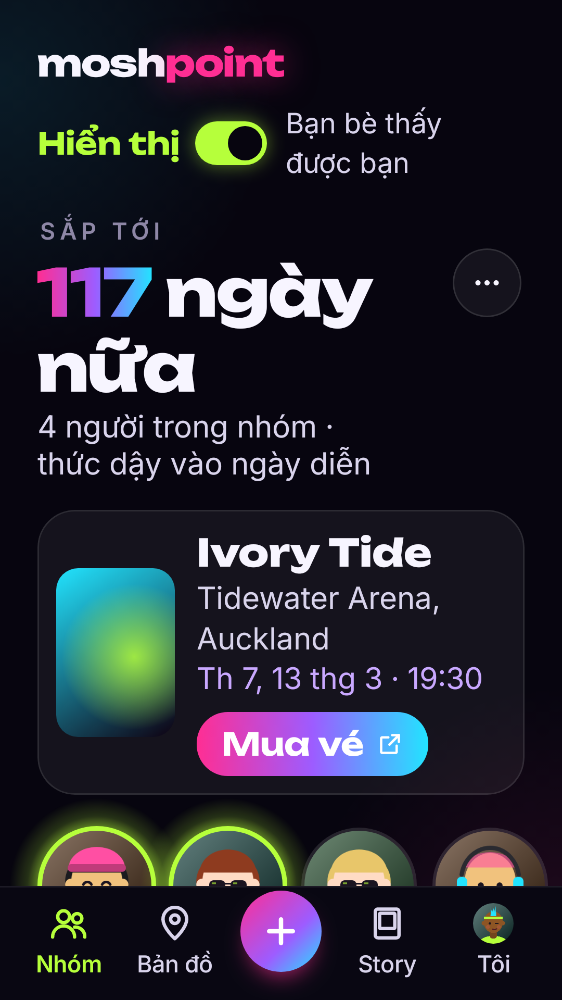 moshpoint
Hiển thị
Bạn bè thấy
được bạn
SẮP TỚI
117 ngày
nữa
4 người trong nhóm ·
thức dậy vào ngày diễn
Ivory Tide
Tidewater Arena,
Auckland
Th 7, 13 thg 3 · 19:30
Mua vé
Nhóm
Bản đồ
Story
Tôi